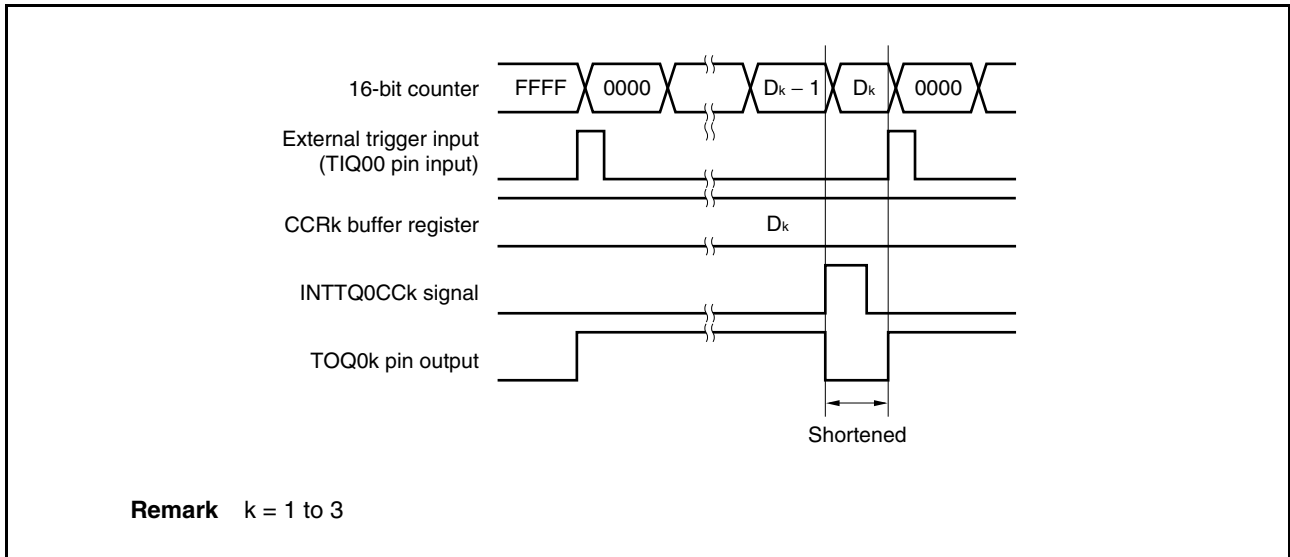 16-bit counter FFFF 0000 Dk − 1 Dk 0000
External trigger input
(TIQ00 pin input)
CCRk buffer register Dk
INTTQ0CCk signal
TOQ0k pin output
Shortened
Remark k = 1 to 3